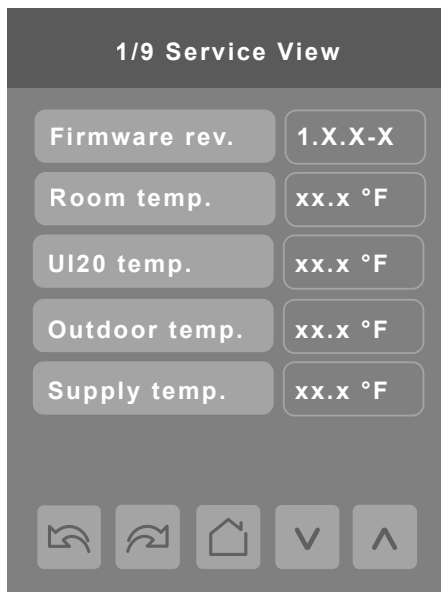 1/9 Service View
Firmware rev. 1.X.X-X
Room temp. xx.x °F
UI20 temp. xx.x °F
Outdoor temp. xx.x °F
Supply temp. xx.x °F